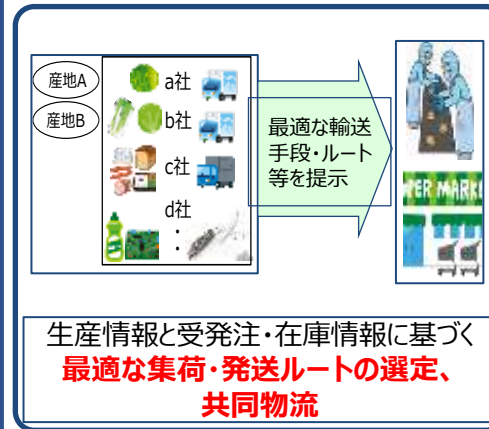 産地A
産地B
a社
b社
c社
d社
:
最適な輸送
手段・ルート
等を提示
PER MARKE
生産情報と受発注・在庫情報に基づく
最適な集荷・発送ルートの選定、
共同物流